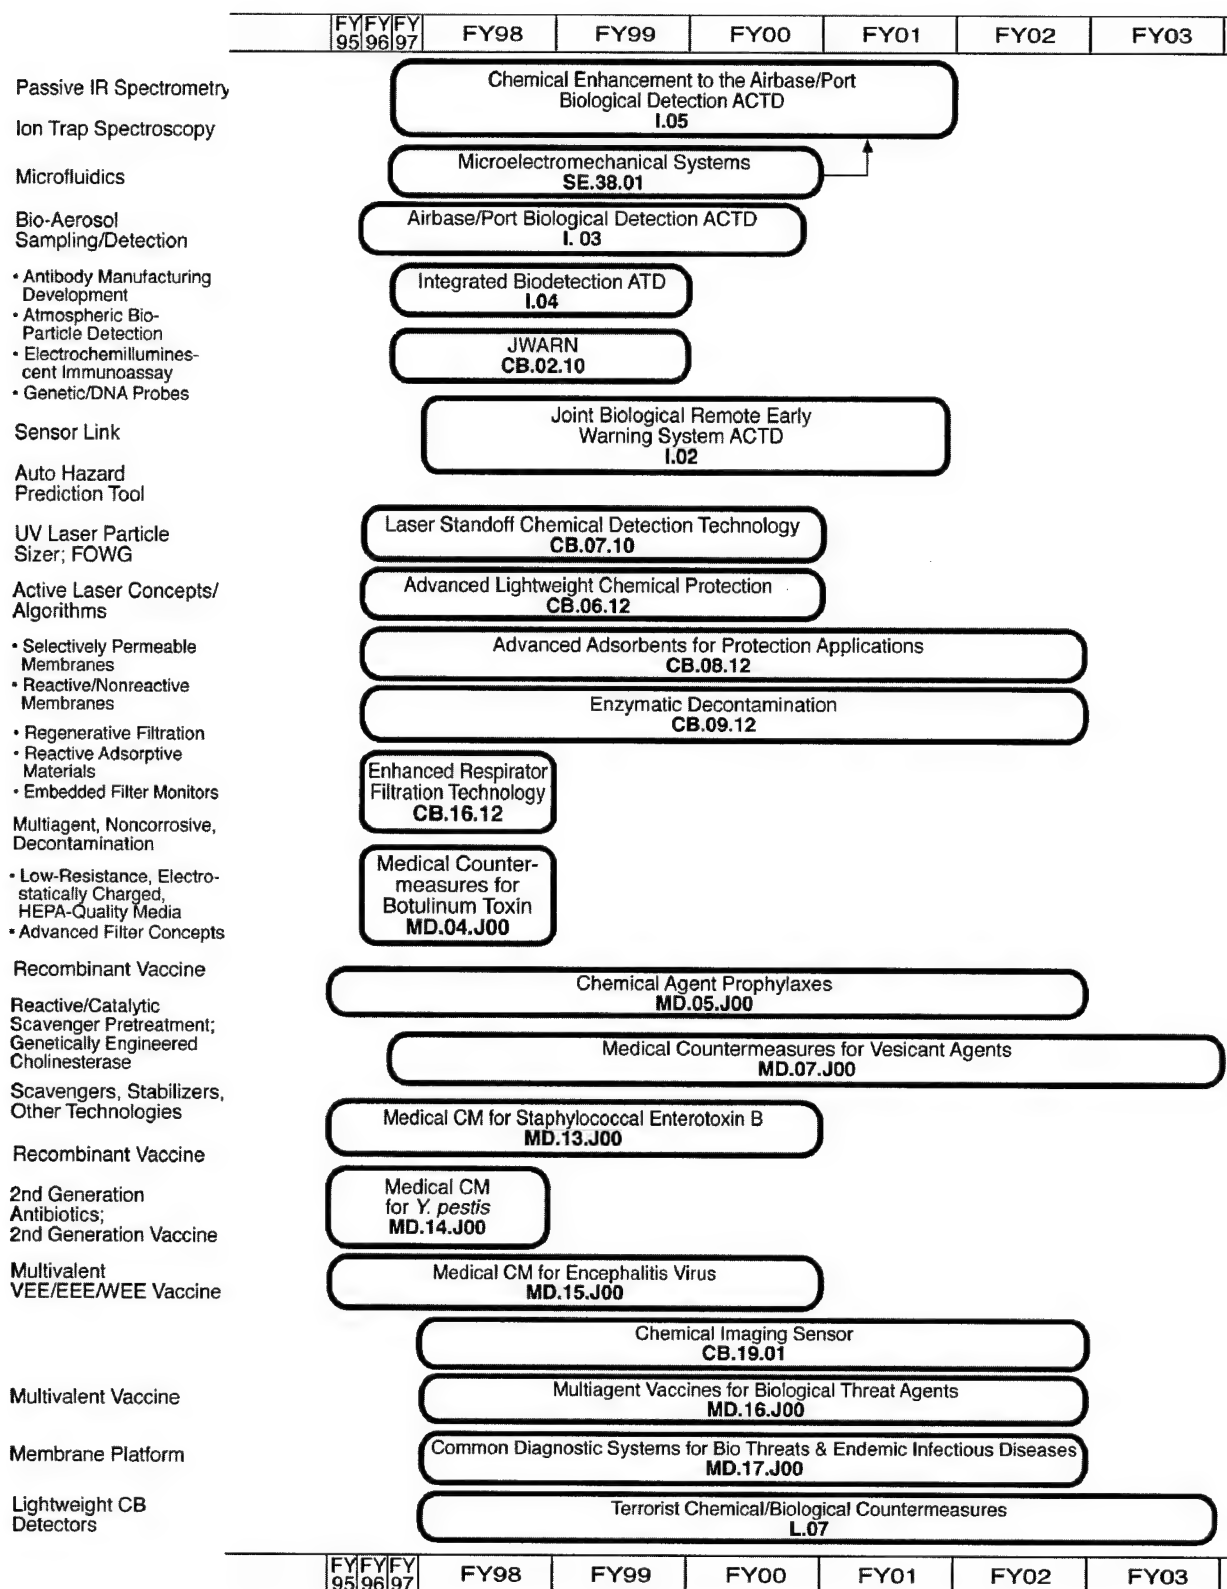 FY FY FY
95 96 97 FY98 FY99 FY00 FY01 FY02 FY03
Passive IR Spectrometry
Chemical Enhancement to the Airbase/Port
Biological Detection ACTD
I.05
Ion Trap Spectroscopy
Microfluidics
Microelectromechanical Systems
SE.38.01
Bio-Aerosol
Sampling/Detection
Airbase/Port Biological Detection ACTD
I. 03
• Antibody Manufacturing
Development
• Atmospheric Bio-
Particle Detection
• Electrochemillumines-
cent Immunoassay
• Genetic/DNA Probes
Integrated Biodetection ATD
I.04
JWARN
CB.02.10
Sensor Link
Joint Biological Remote Early
Warning System ACTD
I.02
Auto Hazard
Prediction Tool
UV Laser Particle
Sizer; FOWG
Laser Standoff Chemical Detection Technology
CB.07.10
Active Laser Concepts/
Algorithms
Advanced Lightweight Chemical Protection
CB.06.12
• Selectively Permeable
Membranes
• Reactive/Nonreactive
Membranes
Advanced Adsorbents for Protection Applications
CB.08.12
Enzymatic Decontamination
CB.09.12
• Regenerative Filtration
• Reactive Adsorptive
Materials
• Embedded Filter Monitors
Enhanced Respirator
Filtration Technology
CB.16.12
Multiagent, Noncorrosive,
Decontamination
• Low-Resistance, Electro-
statically Charged,
HEPA-Quality Media
• Advanced Filter Concepts
Medical Counter-
measures for
Botulinum Toxin
MD.04.J00
Recombinant Vaccine
Chemical Agent Prophylaxes
MD.05.J00
Reactive/Catalytic
Scavenger Pretreatment;
Genetically Engineered
Cholinesterase
Medical Countermeasures for Vesicant Agents
MD.07.J00
Scavengers, Stabilizers,
Other Technologies
Medical CM for Staphylococcal Enterotoxin B
MD.13.J00
Recombinant Vaccine
2nd Generation
Antibiotics;
2nd Generation Vaccine
Medical CM
for Y. pestis
MD.14.J00
Multivalent
VEE/EEE/WEE Vaccine
Medical CM for Encephalitis Virus
MD.15.J00
Chemical Imaging Sensor
CB.19.01
Multivalent Vaccine
Multiagent Vaccines for Biological Threat Agents
MD.16.J00
Membrane Platform
Common Diagnostic Systems for Bio Threats & Endemic Infectious Diseases
MD.17.J00
Lightweight CB
Detectors
Terrorist Chemical/Biological Countermeasures
L.07
FY FY FY
95 96 97 FY98 FY99 FY00 FY01 FY02 FY03